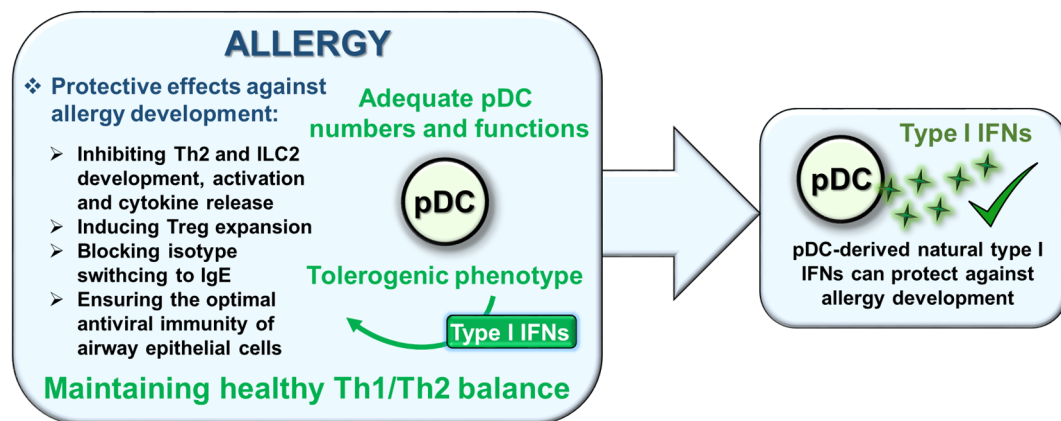 ALLERGY
❖ Protective effects against
allergy development:
➢ Inhibiting Th2 and ILC2
development, activation
and cytokine release
➢ Inducing Treg expansion
➢ Blocking isotype
swithcing to IgE
➢ Ensuring the optimal
antiviral immunity of
airway epithelial cells
Adequate pDC
numbers and functions
pDC
Tolerogenic phenotype
Type I IFNs
Maintaining healthy Th1/Th2 balance
Type I IFNs
pDC
pDC-derived natural type I
IFNs can protect against
allergy development